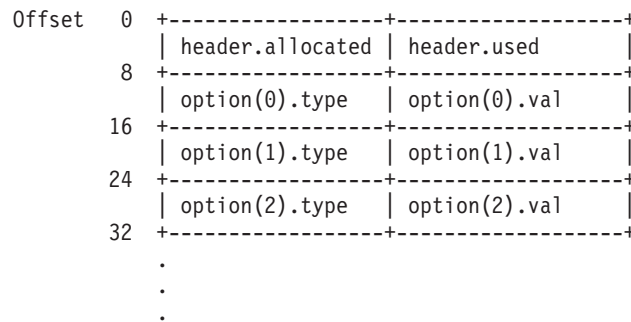 Offset 0 +------------------+-------------------+
| header.allocated | header.used |
8 +------------------+-------------------+
| option(0).type | option(0).val |
16 +------------------+-------------------+
| option(1).type | option(1).val |
24 +------------------+-------------------+
| option(2).type | option(2).val |
32 +------------------+-------------------+
.
.
.